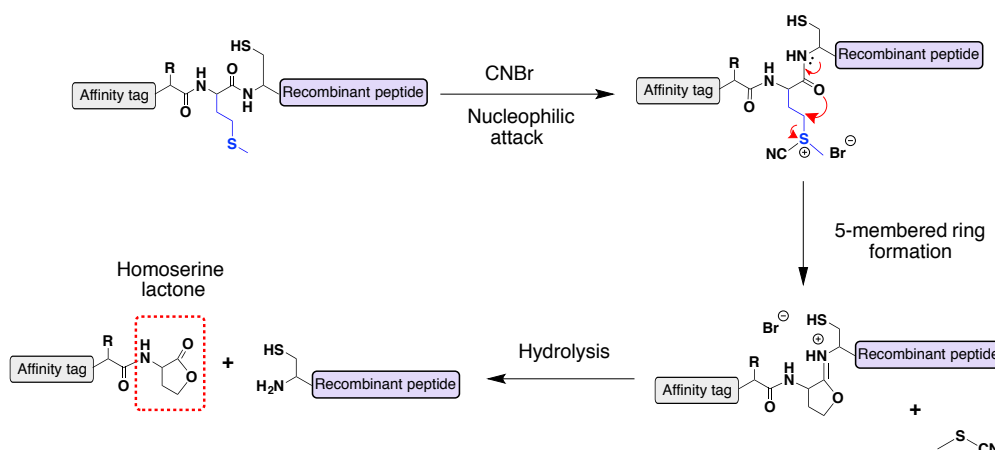 HS
R
H
N
O
O
N
H
S
Affinity tag
Recombinant peptide
CNBr
Nucleophilic
attack
HS
HN
R
H
N
O
O
S
NC
Br
Affinity tag
Recombinant peptide
5-membered ring
formation
Homoserine
lactone
R
H
N
O
O
O
Affinity tag
+
HS
H2N
Recombinant peptide
Hydrolysis
Br
HS
HN
R
H
N
O
O
Affinity tag
Recombinant peptide
+
S
CN